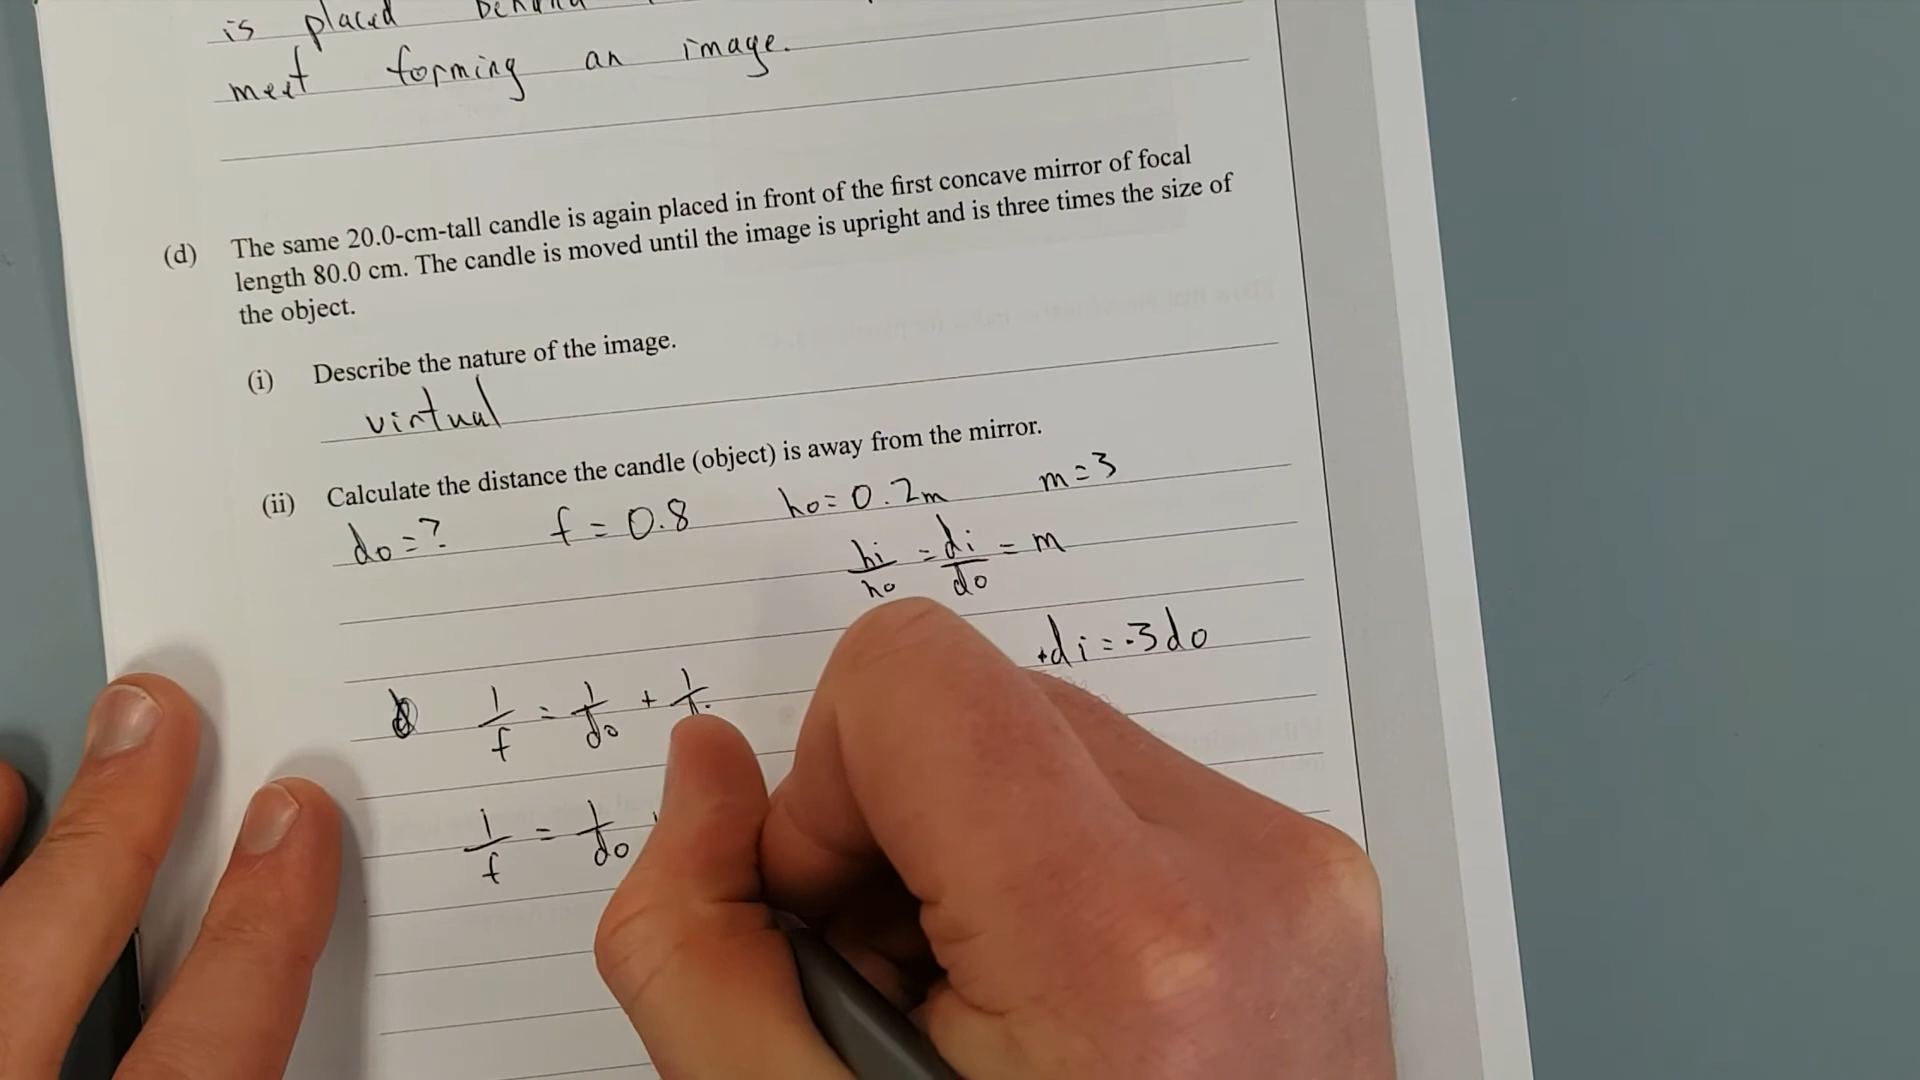 is placed
meet forming an image.
(d) The same 20.0-cm-tall candle is again placed in front of the first concave mirror of focal
length 80.0 cm. The candle is moved until the image is upright and is three times the size of
the object.
(i) Describe the nature of the image.
virtual
(ii) Calculate the distance the candle (object) is away from the mirror.
do = ? f = 0.8 ho = 0.2m m = 3
hi/ho = di/do = m
+di = -3do
1/f = 1/do + 1/
1/f = 1/do